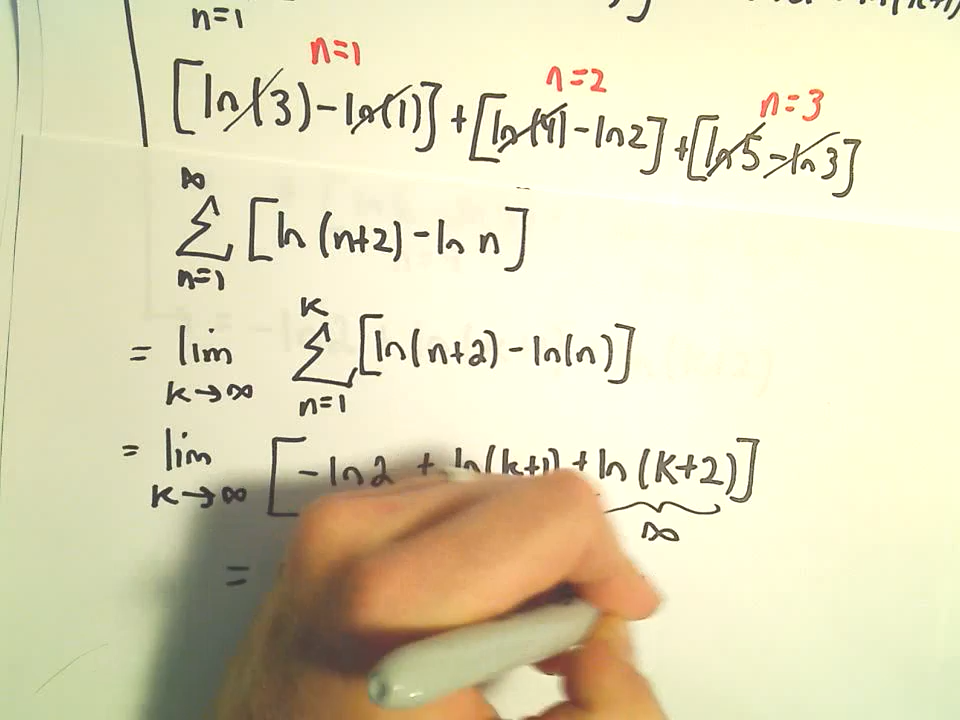 n=1
n=1 n=2 n=3
[ln(3)-ln(1)] + [ln(4)-ln2] + [ln5-ln3]
∞
∑ [ln (n+2) - ln n]
n=1
k
= lim ∑ [ln(n+2) - ln(n)]
k→∞ n=1
= lim [-ln2 + ln(k+1) + ln (k+2)]
k→∞ ∞
=